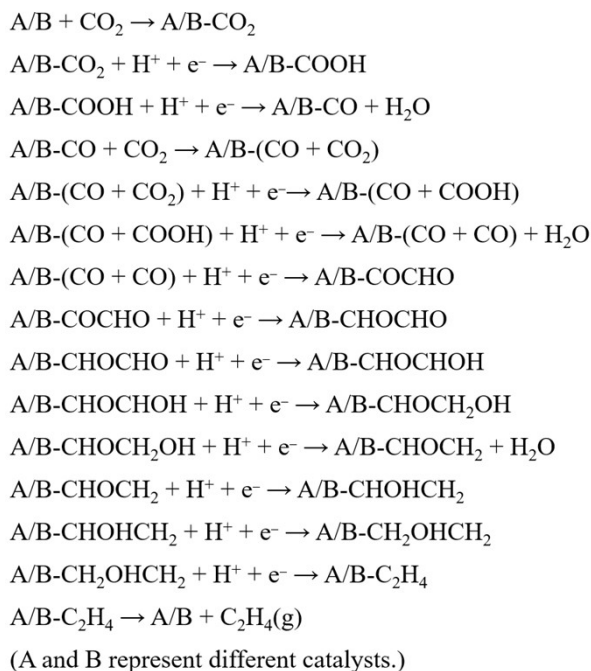 A/B + CO₂ → A/B-CO₂
A/B-CO₂ + H⁺ + e⁻ → A/B-COOH
A/B-COOH + H⁺ + e⁻ → A/B-CO + H₂O
A/B-CO + CO₂ → A/B-(CO + CO₂)
A/B-(CO + CO₂) + H⁺ + e⁻→ A/B-(CO + COOH)
A/B-(CO + COOH) + H⁺ + e⁻ → A/B-(CO + CO) + H₂O
A/B-(CO + CO) + H⁺ + e⁻ → A/B-COCHO
A/B-COCHO + H⁺ + e⁻ → A/B-CHOCHO
A/B-CHOCHO + H⁺ + e⁻ → A/B-CHOCHOH
A/B-CHOCHOH + H⁺ + e⁻ → A/B-CHOCH₂OH
A/B-CHOCH₂OH + H⁺ + e⁻ → A/B-CHOCH₂ + H₂O
A/B-CHOCH₂ + H⁺ + e⁻ → A/B-CHOHCH₂
A/B-CHOHCH₂ + H⁺ + e⁻ → A/B-CH₂OHCH₂
A/B-CH₂OHCH₂ + H⁺ + e⁻ → A/B-C₂H₄
A/B-C₂H₄ → A/B + C₂H₄(g)
(A and B represent different catalysts.)